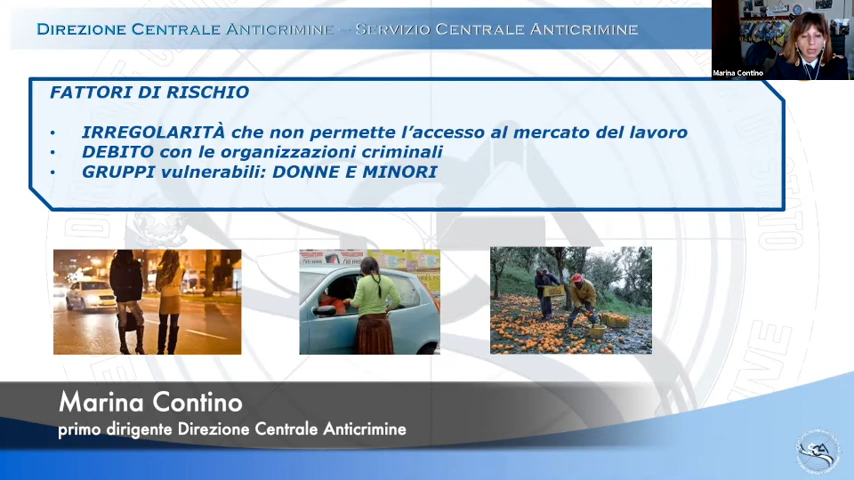 DIREZIONE CENTRALE ANTICRIMINE – SERVIZIO CENTRALE ANTICRIMINE
Marina Contino
FATTORI DI RISCHIO
• IRREGOLARITÀ che non permette l'accesso al mercato del lavoro
• DEBITO con le organizzazioni criminali
• GRUPPI vulnerabili: DONNE E MINORI
Marina Contino
primo dirigente Direzione Centrale Anticrimine